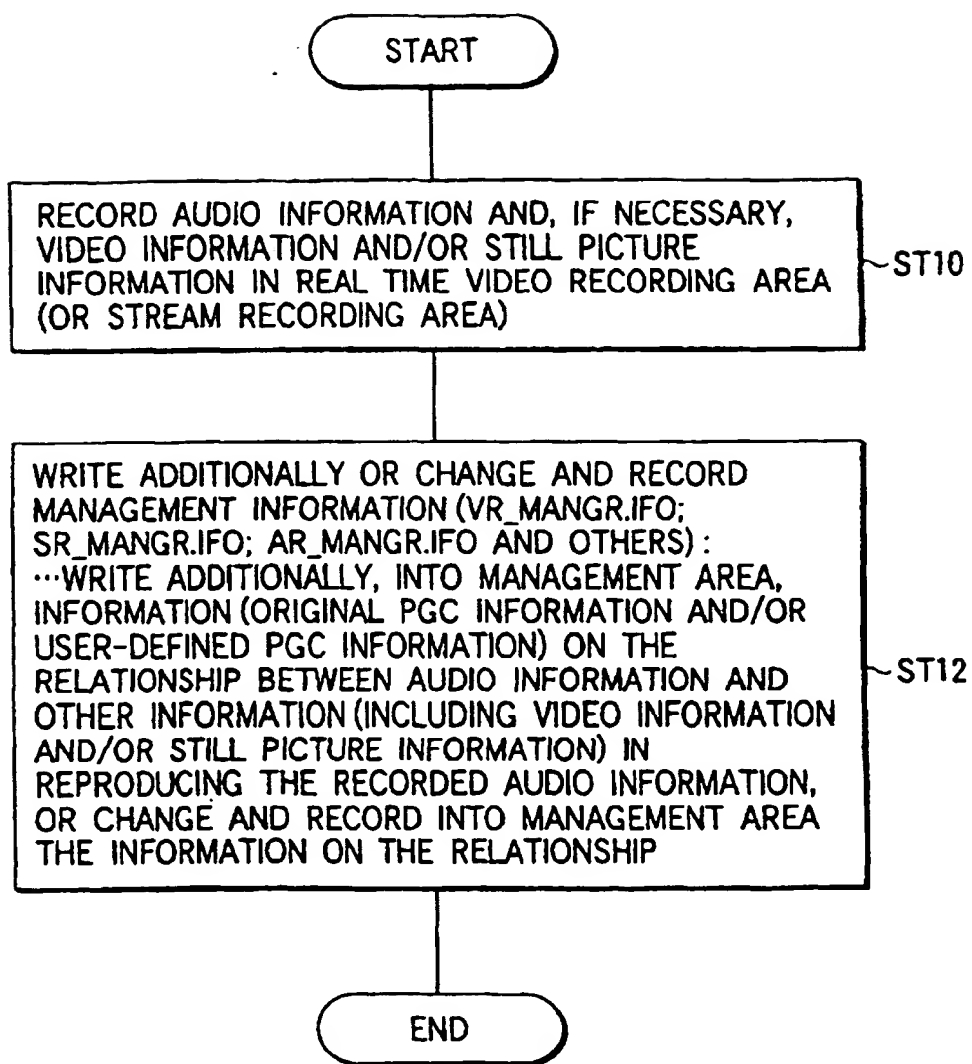 START
RECORD AUDIO INFORMATION AND, IF NECESSARY,
VIDEO INFORMATION AND/OR STILL PICTURE
INFORMATION IN REAL TIME VIDEO RECORDING AREA
(OR STREAM RECORDING AREA)
~ST10
WRITE ADDITIONALLY OR CHANGE AND RECORD
MANAGEMENT INFORMATION (VR_MANGR.IFO;
SR_MANGR.IFO; AR_MANGR.IFO AND OTHERS) :
···WRITE ADDITIONALLY, INTO MANAGEMENT AREA,
INFORMATION (ORIGINAL PGC INFORMATION AND/OR
USER-DEFINED PGC INFORMATION) ON THE
RELATIONSHIP BETWEEN AUDIO INFORMATION AND
OTHER INFORMATION (INCLUDING VIDEO INFORMATION
AND/OR STILL PICTURE INFORMATION) IN
REPRODUCING THE RECORDED AUDIO INFORMATION,
OR CHANGE AND RECORD INTO MANAGEMENT AREA
THE INFORMATION ON THE RELATIONSHIP
~ST12
END